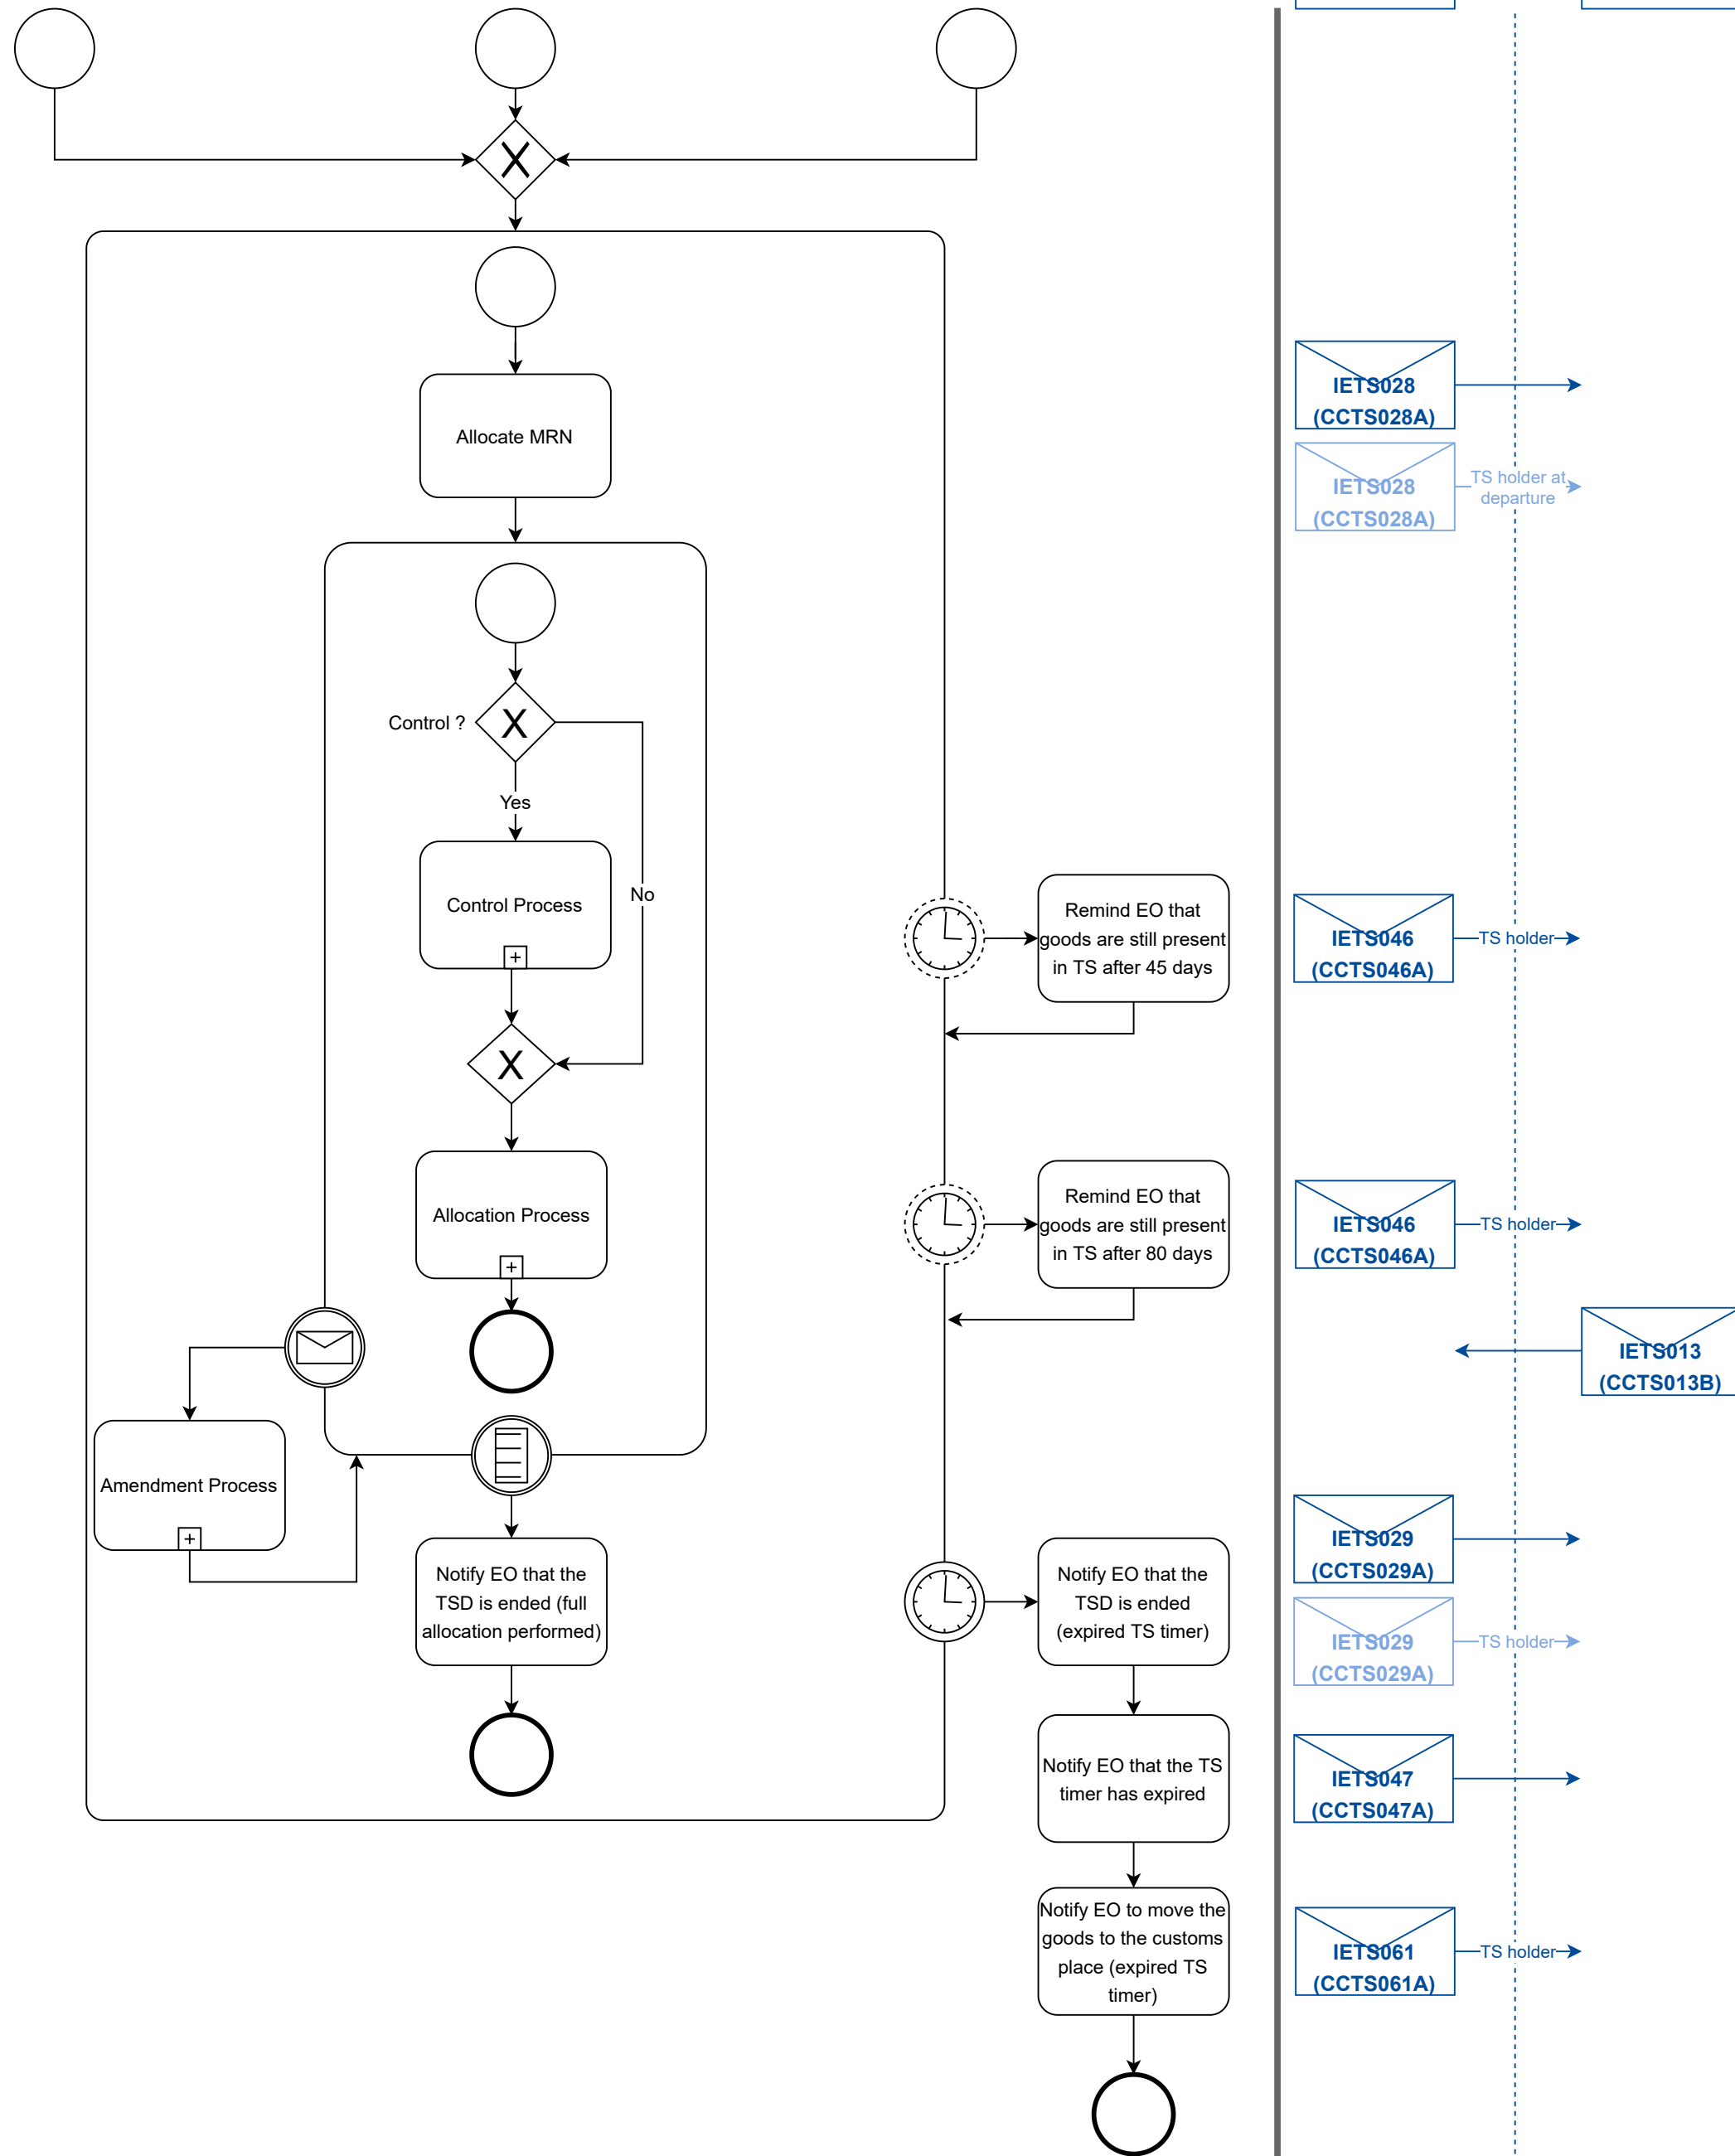 X
Allocate MRN
IETS028
(CCTS028A)
IETS028
(CCTS028A)
TS holder at
departure
Control ?
X
Yes
No
Control Process
+
X
Remind EO that
goods are still present
in TS after 45 days
IETS046
(CCTS046A)
TS holder
Allocation Process
+
Remind EO that
goods are still present
in TS after 80 days
IETS046
(CCTS046A)
TS holder
IETS013
(CCTS013B)
Amendment Process
+
Notify EO that the
TSD is ended (full
allocation performed)
Notify EO that the
TSD is ended
(expired TS timer)
IETS029
(CCTS029A)
IETS029
(CCTS029A)
TS holder
Notify EO that the TS
timer has expired
IETS047
(CCTS047A)
Notify EO to move the
goods to the customs
place (expired TS
timer)
IETS061
(CCTS061A)
TS holder